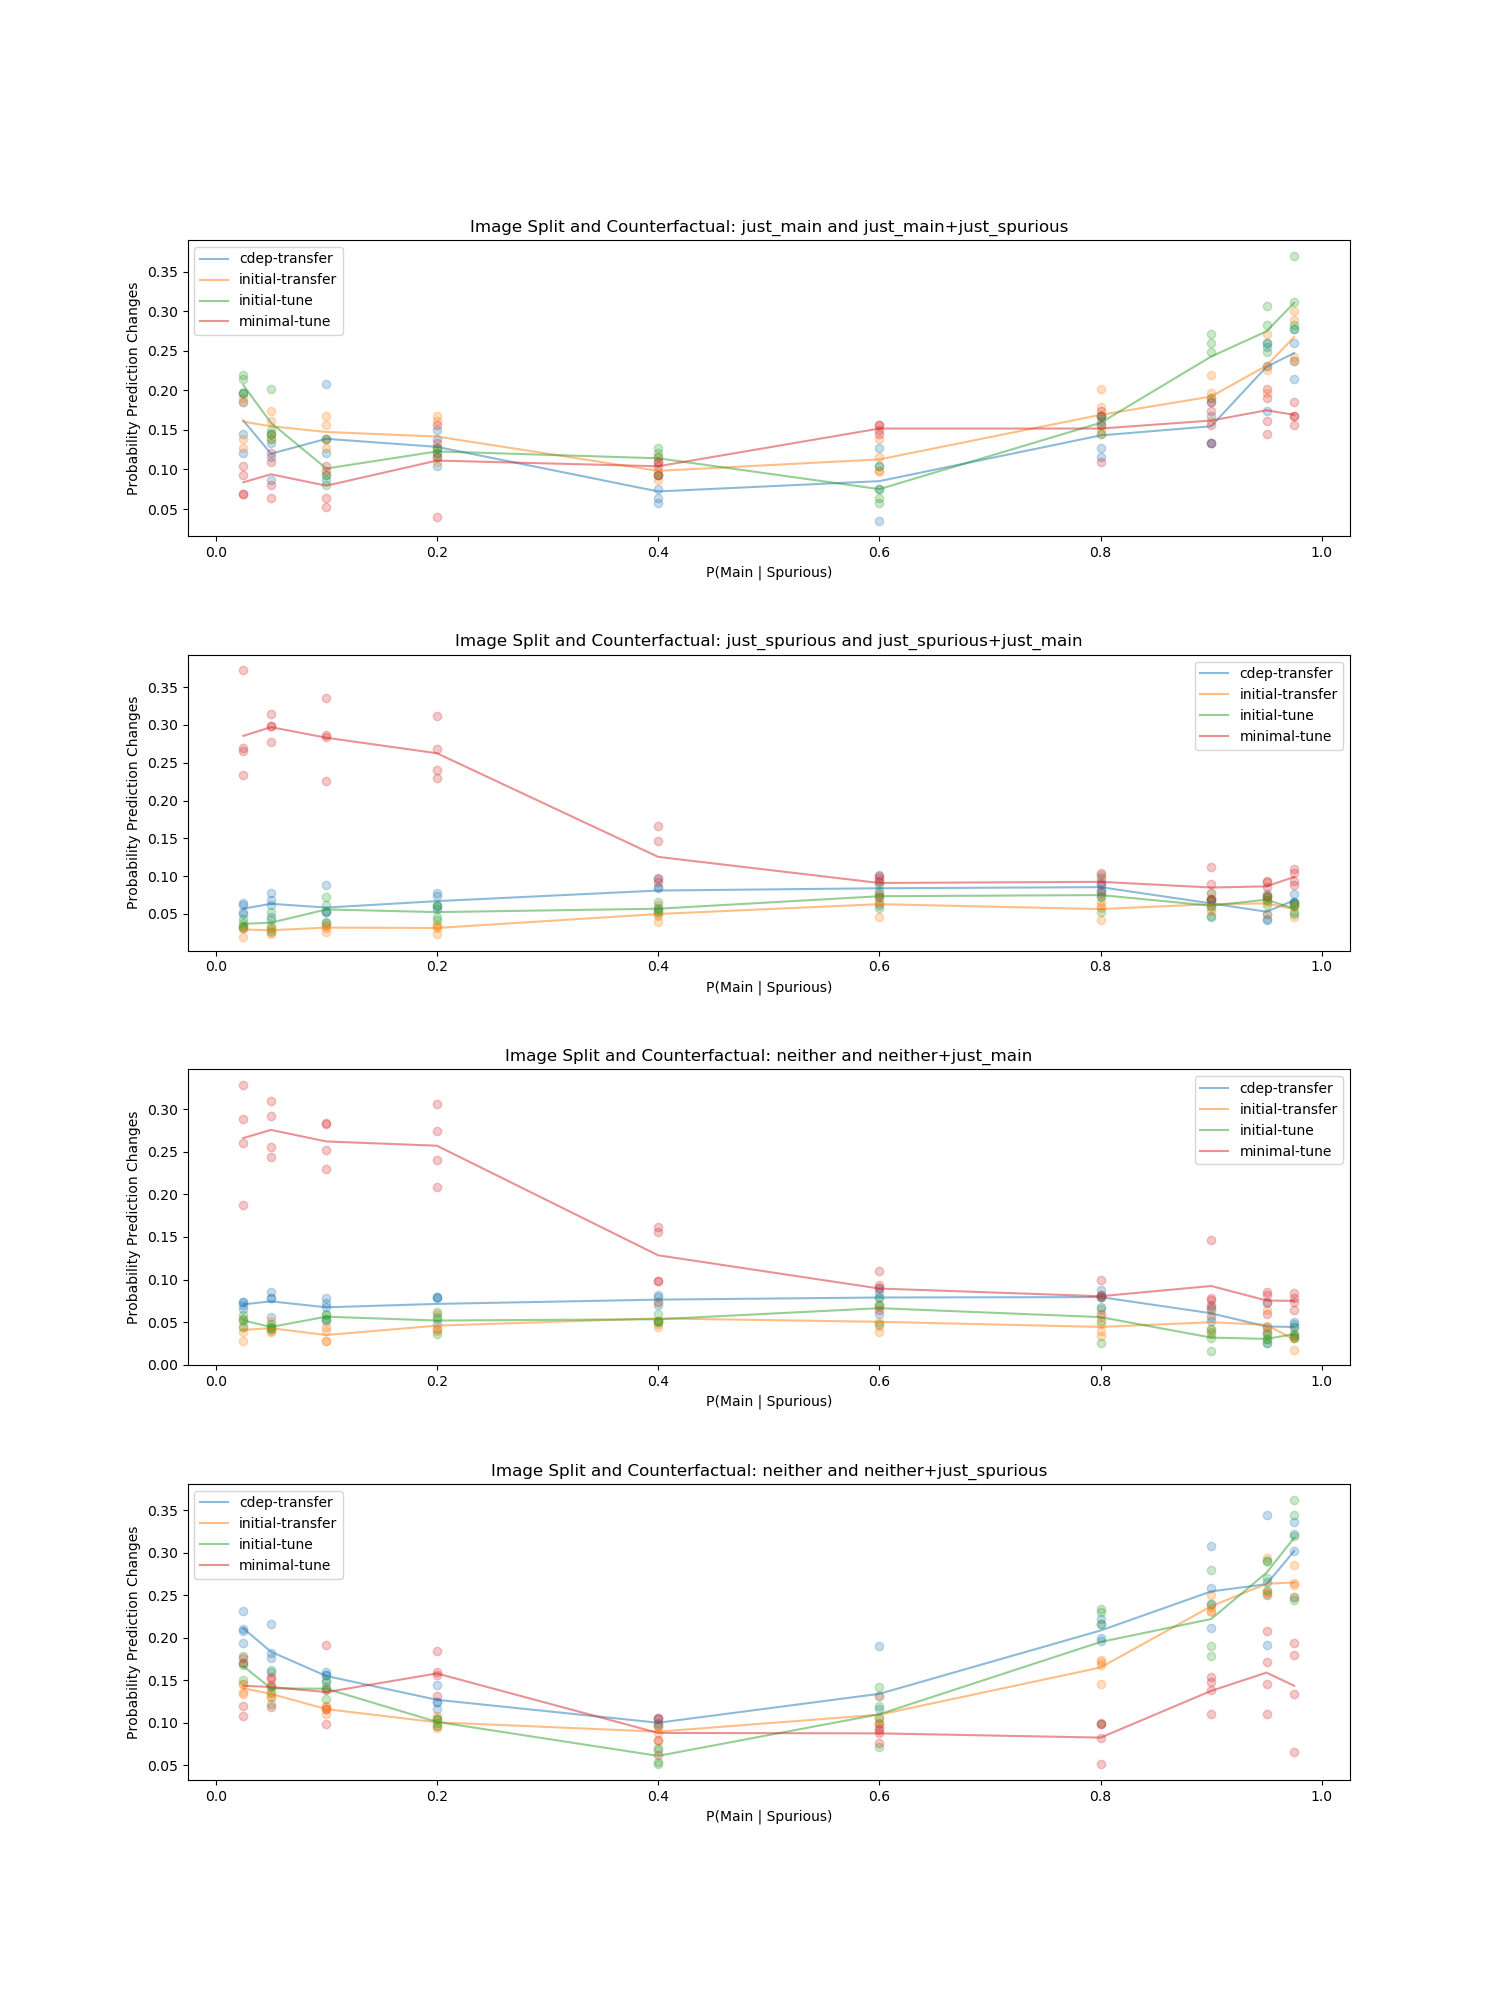 Image Split and Counterfactual: just_main and just_main+just_spurious
cdep-transfer
initial-transfer
initial-tune
minimal-tune
Probability Prediction Changes
0.35
0.30
0.25
0.20
0.15
0.10
0.05
0.0 0.2 0.4 0.6 0.8 1.0
P(Main | Spurious)
Image Split and Counterfactual: just_spurious and just_spurious+just_main
cdep-transfer
initial-transfer
initial-tune
minimal-tune
Probability Prediction Changes
0.35
0.30
0.25
0.20
0.15
0.10
0.05
0.0 0.2 0.4 0.6 0.8 1.0
P(Main | Spurious)
Image Split and Counterfactual: neither and neither+just_main
cdep-transfer
initial-transfer
initial-tune
minimal-tune
Probability Prediction Changes
0.30
0.25
0.20
0.15
0.10
0.05
0.00
0.0 0.2 0.4 0.6 0.8 1.0
P(Main | Spurious)
Image Split and Counterfactual: neither and neither+just_spurious
cdep-transfer
initial-transfer
initial-tune
minimal-tune
Probability Prediction Changes
0.35
0.30
0.25
0.20
0.15
0.10
0.05
0.0 0.2 0.4 0.6 0.8 1.0
P(Main | Spurious)